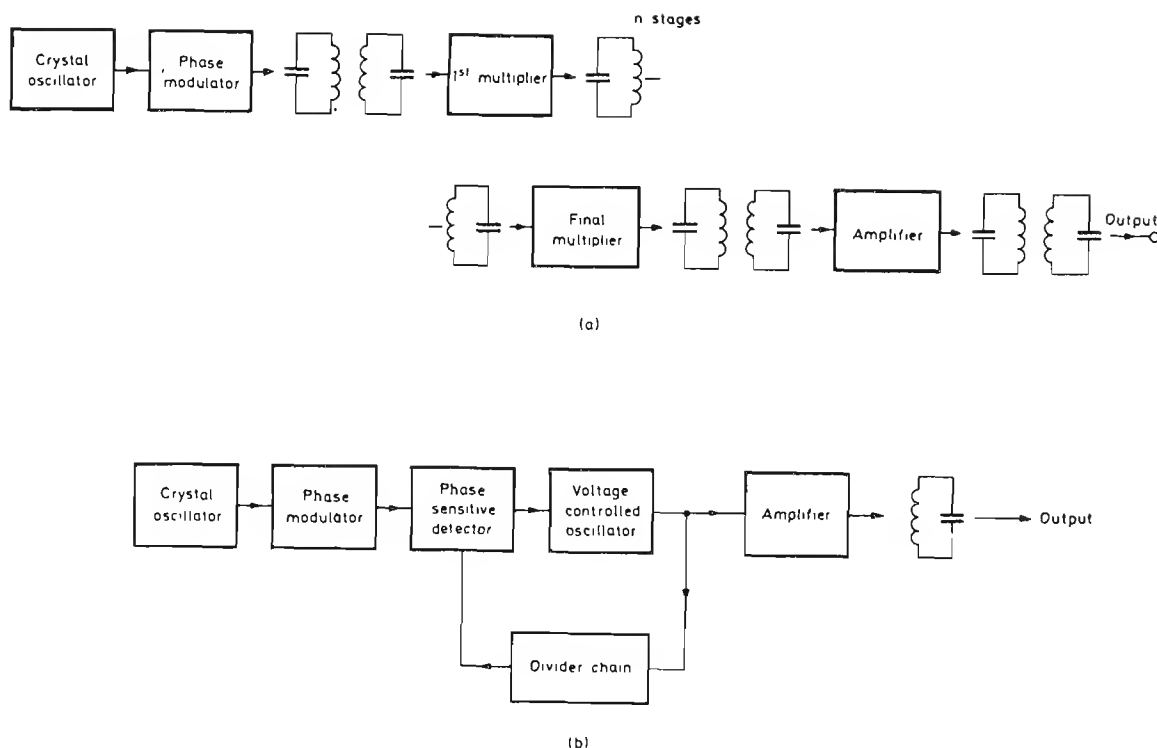 n stages
Crystal
oscillator
Phase
modulator
1st multiplier
Final
multiplier
Amplifier
Output
(a)
Crystal
oscillator
Phase
modulator
Phase
sensitive
detector
Voltage
controlled
oscillator
Amplifier
Output
Divider chain
(b)